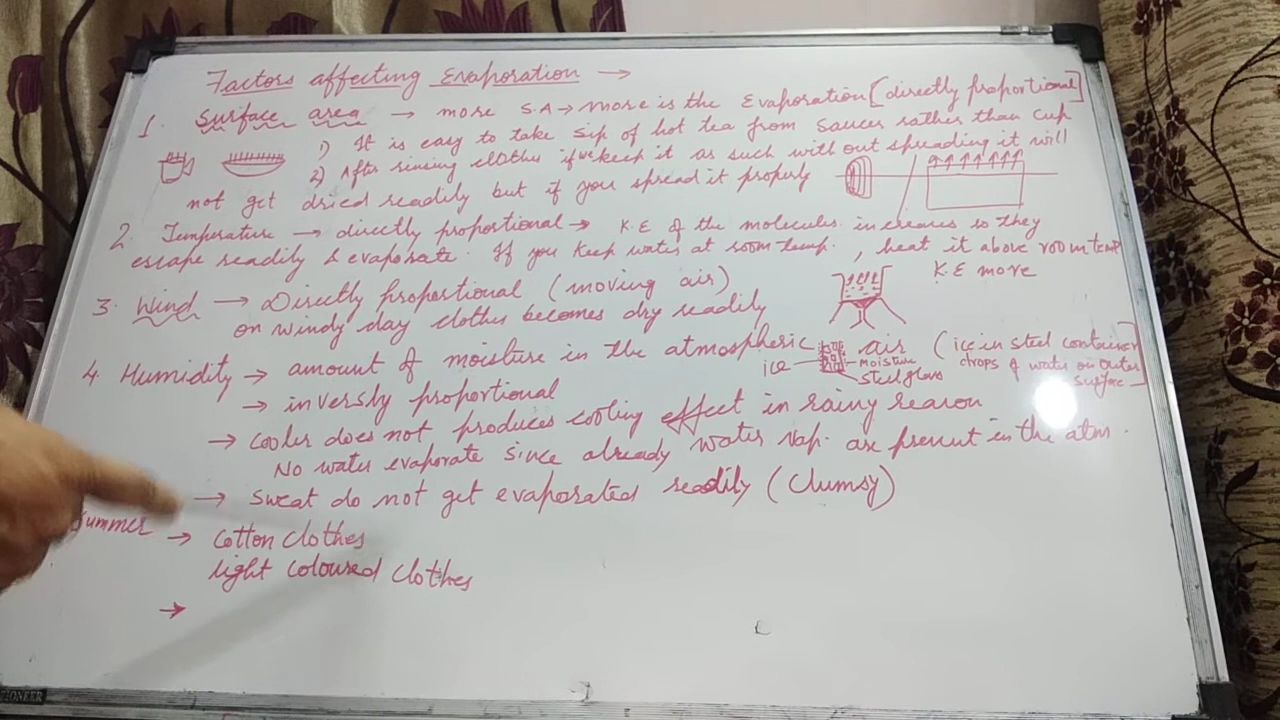 Factors affecting Evaporation →
1. Surface area → more S.A → more is the Evaporation [directly proportional]
1) It is easy to take sip of hot tea from saucer rather than cup
2) After rinsing clothes if we keep it as such with out spreading it will
not get dried readily but if you spread it properly
2. Temperature → directly proportional → K.E of the molecules increases so they
escape readily & evaporate. If you keep water at room temp. , heat it above room temp
K.E more
3. Wind → Directly proportional (moving air)
on windy day clothes becomes dry readily
4. Humidity → amount of moisture in the atmospheric air (ice in steel container
ice moisture drops of water on outer
steel glass surface]
→ inversly proportional
→ cooler does not produces cooling effect in rainy reason
No water evaporate since already water vap. are present in the atm.
→ Sweat do not get evaporated readily (Clumsy)
Summer → Cotton clothes
light coloured clothes
→
PIONEER